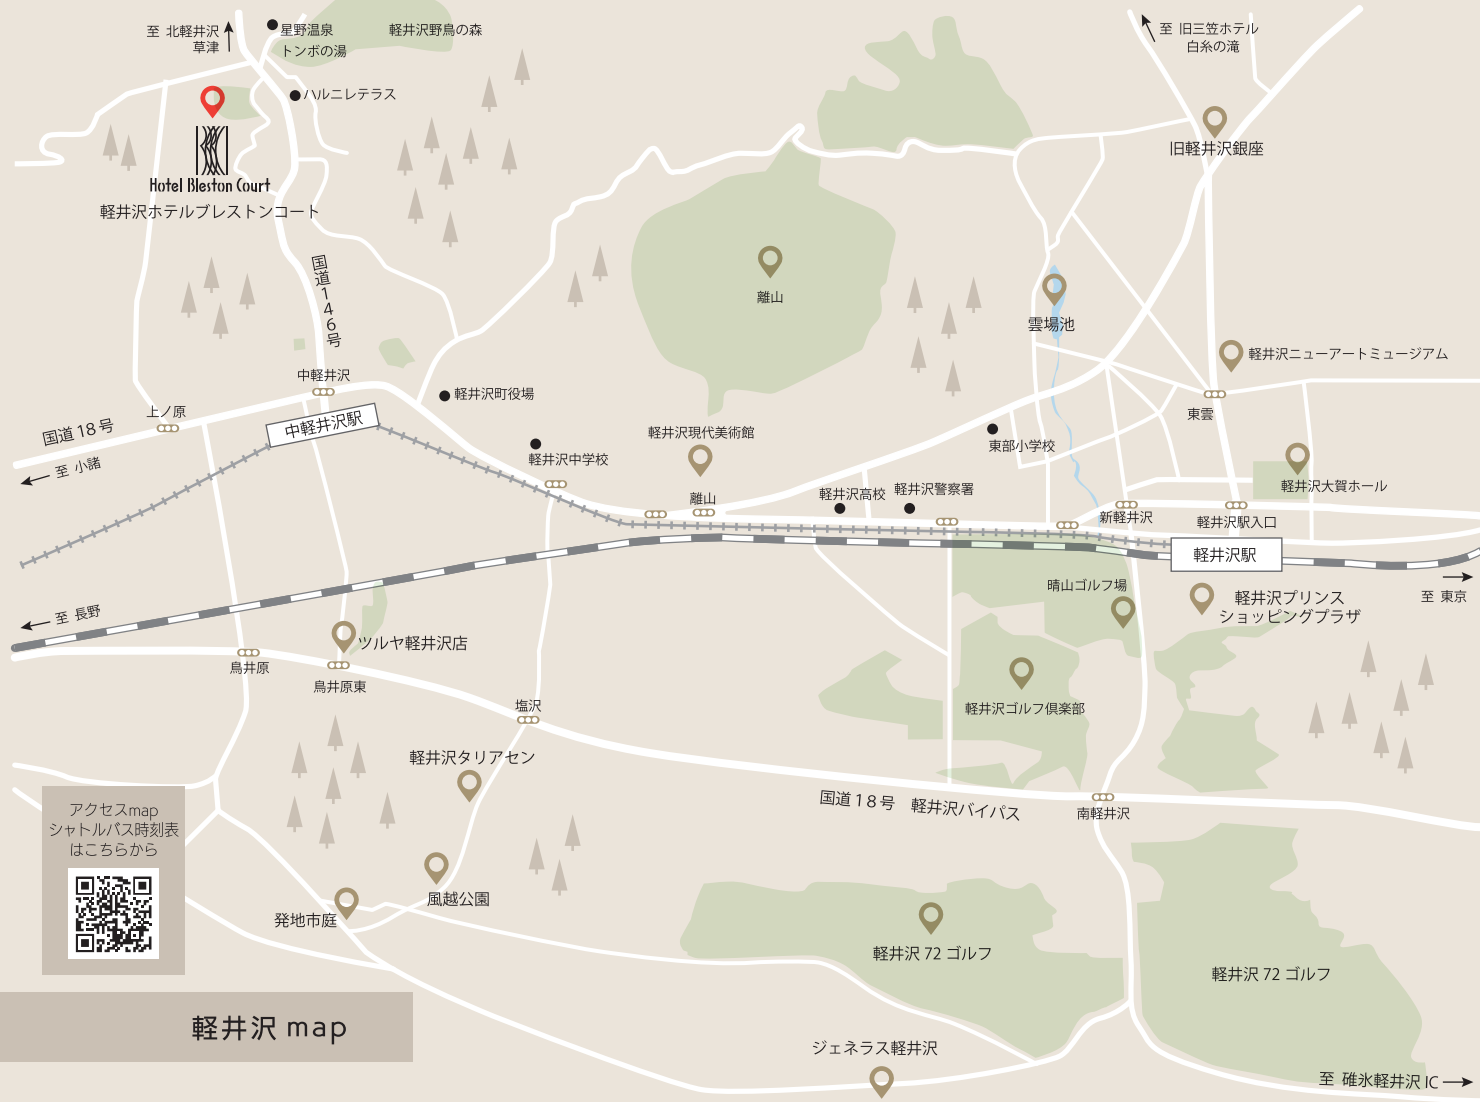 至 北軽井沢
草津
星野温泉
トンボの湯
軽井沢野鳥の森
至 旧三笠ホテル
白糸の滝
ハルニレテラス
旧軽井沢銀座
Hotel Bleston Court
軽井沢ホテルブレストンコート
国道146号
離山
雲場池
軽井沢ニューアートミュージアム
中軽井沢
軽井沢町役場
上ノ原
東雲
国道18号
中軽井沢駅
軽井沢現代美術館
東部小学校
至 小諸
軽井沢中学校
離山
軽井沢高校
軽井沢警察署
軽井沢大賀ホール
新軽井沢
軽井沢駅入口
軽井沢駅
晴山ゴルフ場
至 東京
至 長野
軽井沢プリンス
ショッピングプラザ
ツルヤ軽井沢店
鳥井原
鳥井原東
塩沢
軽井沢ゴルフ倶楽部
軽井沢タリアセン
国道18号 軽井沢バイパス
南軽井沢
アクセスmap
シャトルバス時刻表
はこちらから
風越公園
発地市庭
軽井沢 72 ゴルフ
軽井沢 72 ゴルフ
軽井沢 map
ジェネラス軽井沢
至 碓氷軽井沢 IC